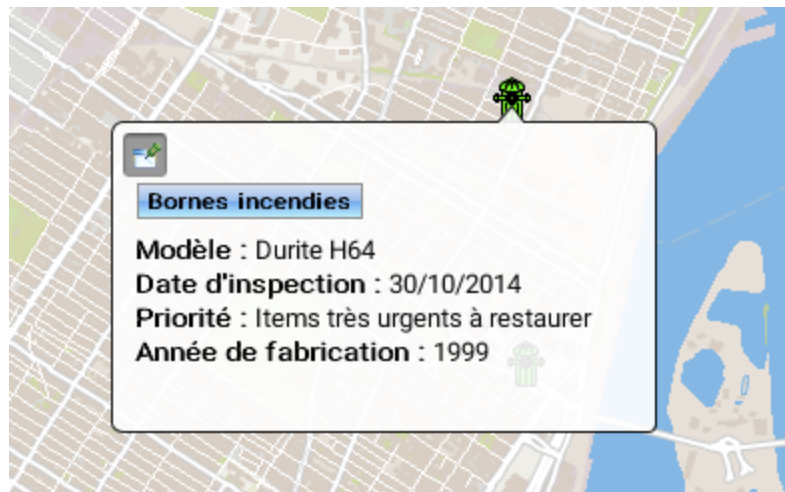 Bornes incendies
Modèle : Durite H64
Date d'inspection : 30/10/2014
Priorité : Items très urgents à restaurer
Année de fabrication : 1999